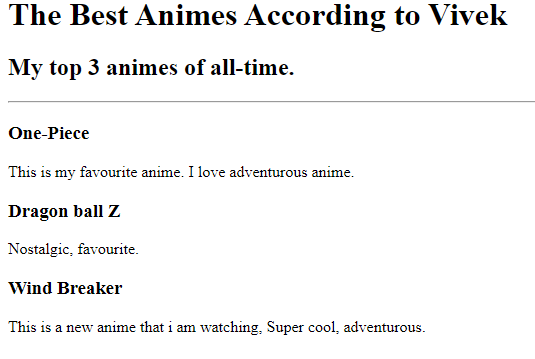 The Best Animes According to Vivek
My top 3 animes of all-time.
One-Piece
This is my favourite anime. I love adventurous anime.
Dragon ball Z
Nostalgic, favourite.
Wind Breaker
This is a new anime that i am watching, Super cool, adventurous.